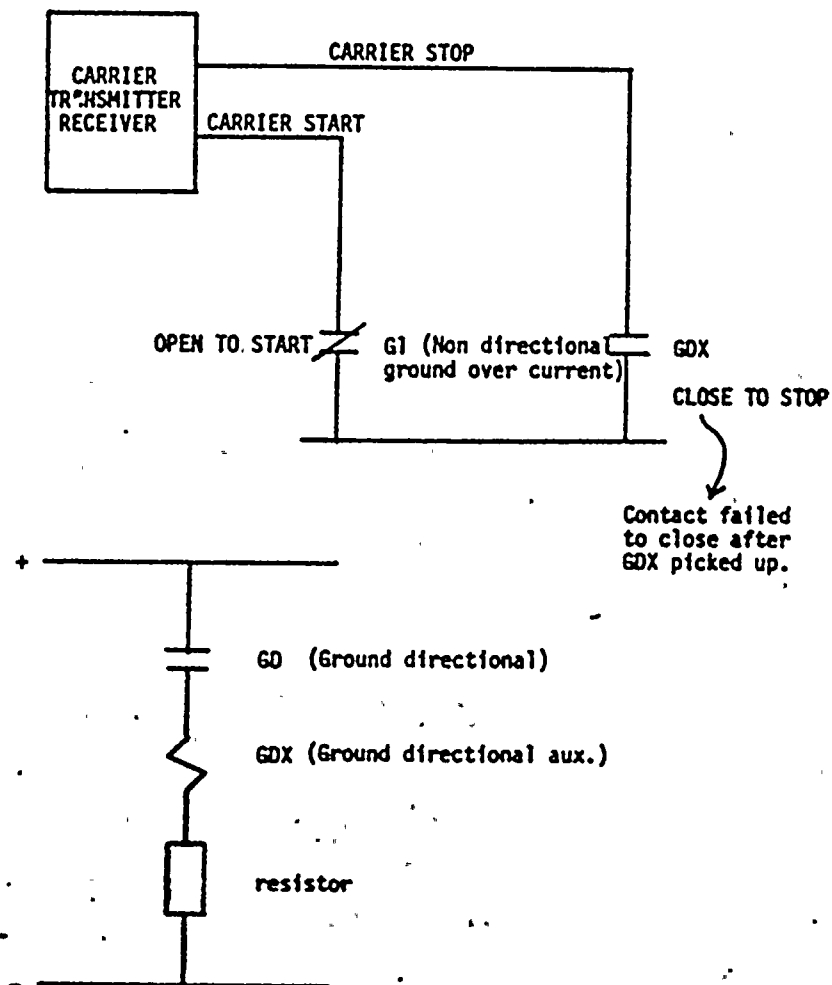 CARRIER STOP
CARRIER
TRANSMITTER
RECEIVER
CARRIER START
OPEN TO START
G1 (Non directional
ground over current)
GDX
CLOSE TO STOP
Contact failed
to close after
GDX picked up.
+
GD (Ground directional)
GDX (Ground directional aux.)
resistor
-